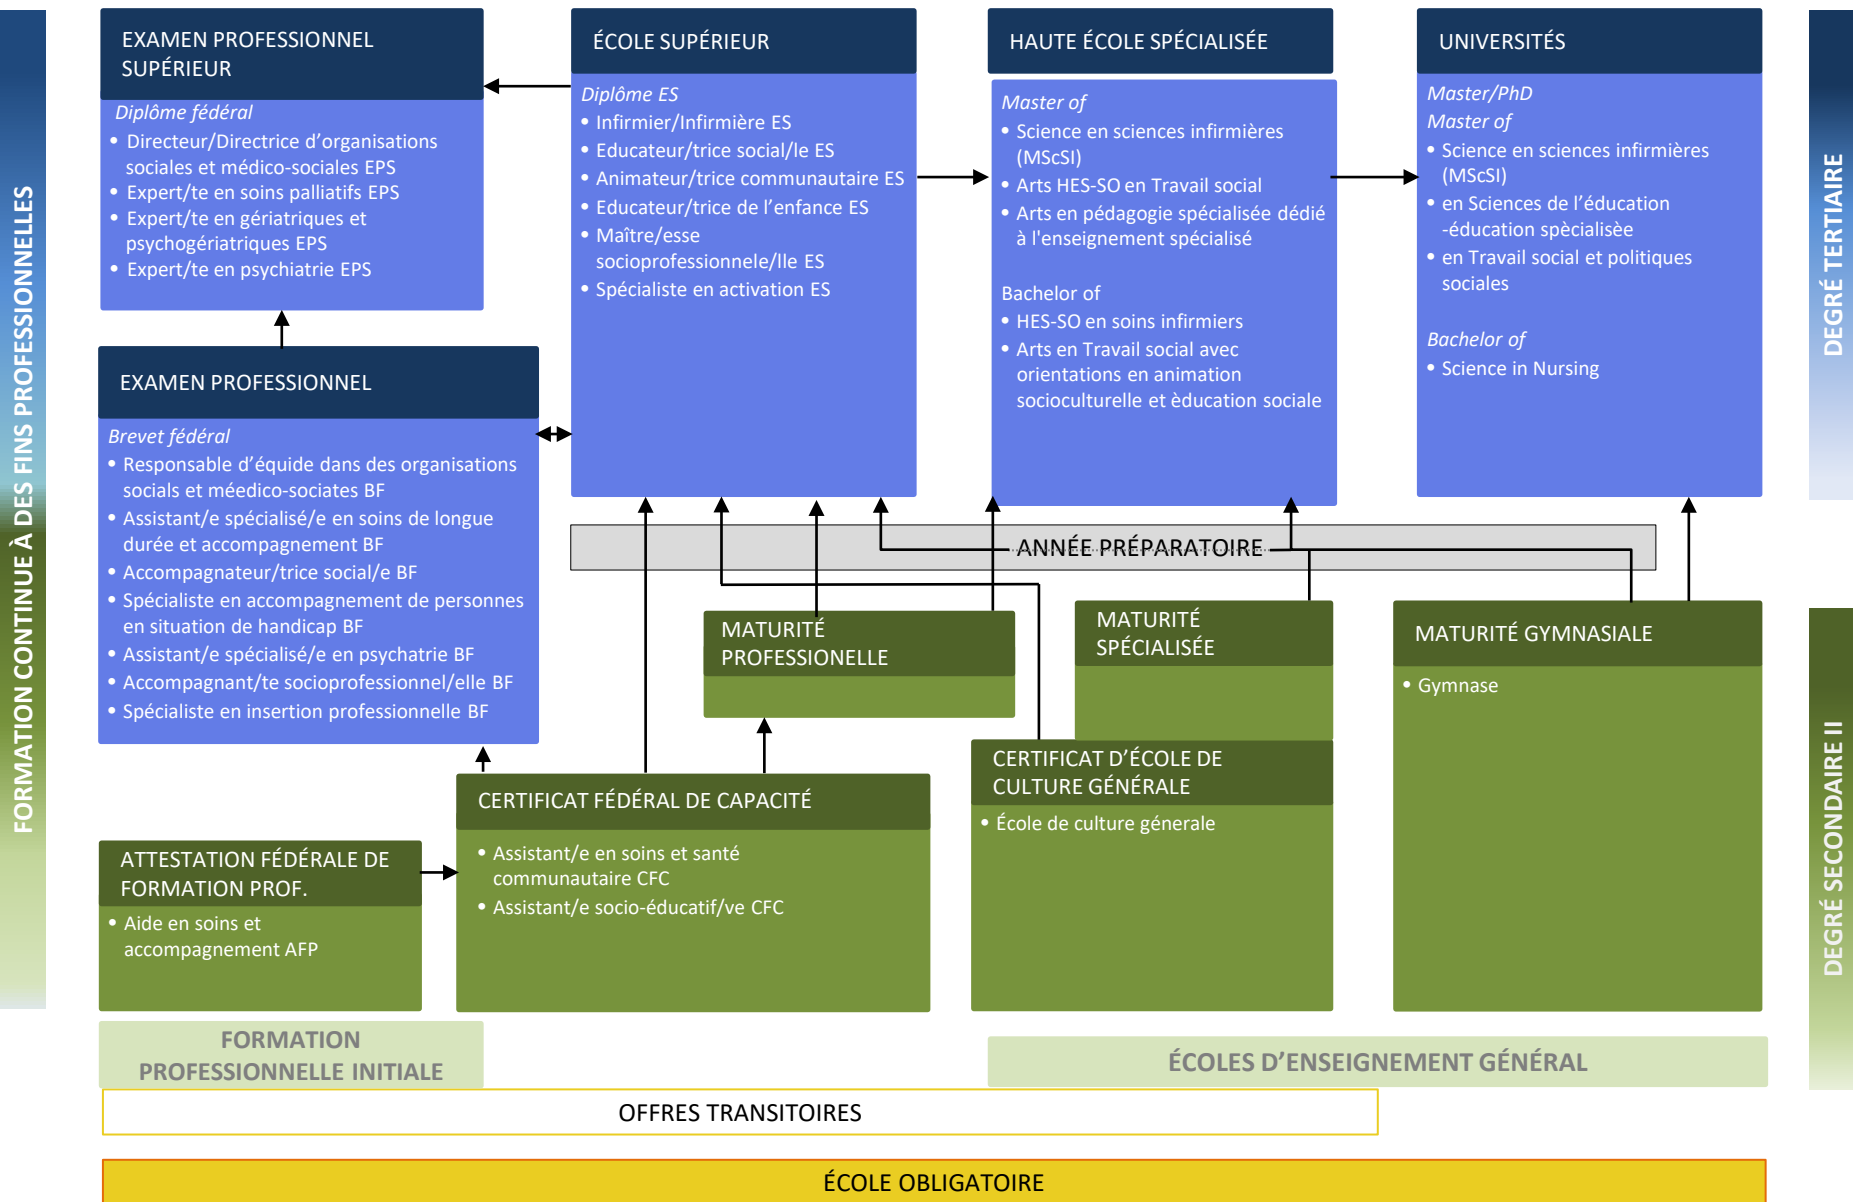 FORMATION CONTINUE À DES FINS PROFESSIONNELLES
EXAMEN PROFESSIONNEL
SUPÉRIEUR
Diplôme fédéral
• Directeur/Directrice d’organisations
sociales et médico-sociales EPS
• Expert/te en soins palliatifs EPS
• Expert/te en gériatriques et
psychogériatriques EPS
• Expert/te en psychiatrie EPS
EXAMEN PROFESSIONNEL
Brevet fédéral
• Responsable d’équide dans des organisations
socials et méedico-sociates BF
• Assistant/e spécialisé/e en soins de longue
durée et accompagnement BF
• Accompagnateur/trice social/e BF
• Spécialiste en accompagnement de personnes
en situation de handicap BF
• Assistant/e spécialisé/e en psychatrie BF
• Accompagnant/te socioprofessionnel/elle BF
• Spécialiste en insertion professionnelle BF
ÉCOLE SUPÉRIEUR
Diplôme ES
• Infirmier/Infirmière ES
• Educateur/trice social/le ES
• Animateur/trice communautaire ES
• Educateur/trice de l’enfance ES
• Maître/esse
socioprofessionnele/lle ES
• Spécialiste en activation ES
HAUTE ÉCOLE SPÉCIALISÉE
Master of
• Science en sciences infirmières
(MScSI)
• Arts HES-SO en Travail social
• Arts en pédagogie spécialisée dédié
à l'enseignement spécialisé
Bachelor of
• HES-SO en soins infirmiers
• Arts en Travail social avec
orientations en animation
socioculturelle et èducation sociale
UNIVERSITÉS
Master/PhD
Master of
• Science en sciences infirmières
(MScSI)
• en Sciences de l’éducation
-éducation spècialisèe
• en Travail social et politiques
sociales
Bachelor of
• Science in Nursing
DEGRÉ TERTIAIRE
ANNÉE PRÉPARATOIRE
MATURITÉ
PROFESSIONELLE
MATURITÉ
SPÉCIALISÉE
MATURITÉ GYMNASIALE
• Gymnase
CERTIFICAT D’ÉCOLE DE
CULTURE GÉNÉRALE
• École de culture génerale
CERTIFICAT FÉDÉRAL DE CAPACITÉ
• Assistant/e en soins et santé
communautaire CFC
• Assistant/e socio-éducatif/ve CFC
ATTESTATION FÉDÉRALE DE
FORMATION PROF.
• Aide en soins et
accompagnement AFP
DEGRÉ SECONDAIRE II
FORMATION
PROFESSIONNELLE INITIALE
ÉCOLES D’ENSEIGNEMENT GÉNÉRAL
OFFRES TRANSITOIRES
ÉCOLE OBLIGATOIRE